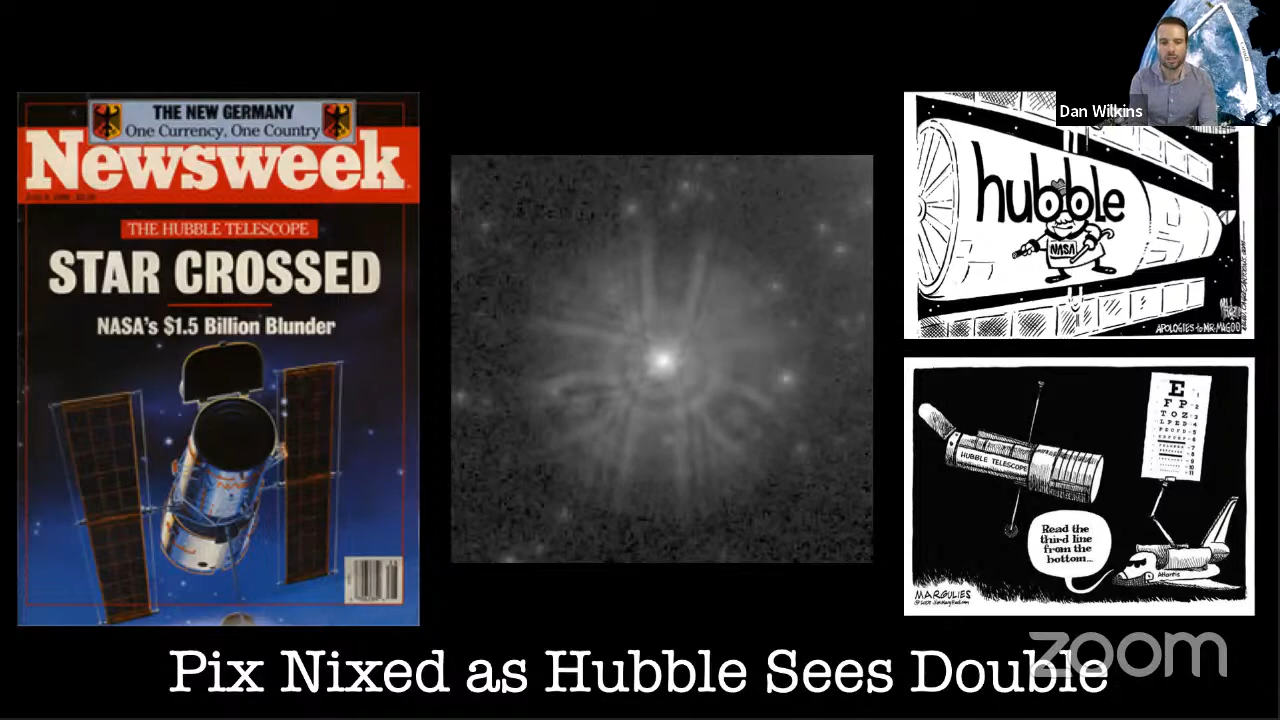 THE NEW GERMANY
One Currency, One Country
Newsweek
THE HUBBLE TELESCOPE
STAR CROSSED
NASA's $1.5 Billion Blunder
Dan Wilkins
hubble
NASA
APOLOGIES to MR. MAGOO
HUBBLE TELESCOPE
E
F P
T O Z
L P E D
P E C F D
Read the
third line
from the
bottom...
Atlantis
MARGULIES
Pix Nixed as Hubble Sees Double
zoom